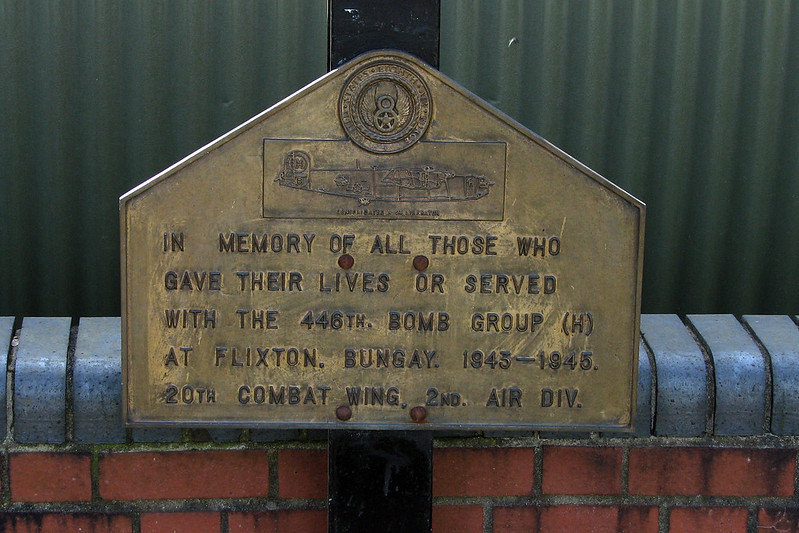 IN MEMORY OF ALL THOSE WHO
GAVE THEIR LIVES OR SERVED
WITH THE 446TH. BOMB GROUP (H)
AT FLIXTON, BUNGAY. 1943-1945.
20TH COMBAT WING, 2ND. AIR DIV.